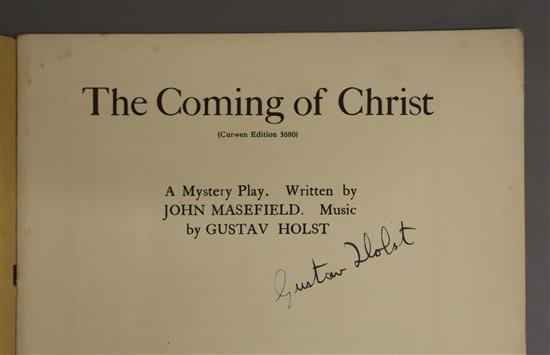 The Coming of Christ
(Curwen Edition 3680)
A Mystery Play. Written by
JOHN MASEFIELD. Music
by GUSTAV HOLST
Gustav Holst